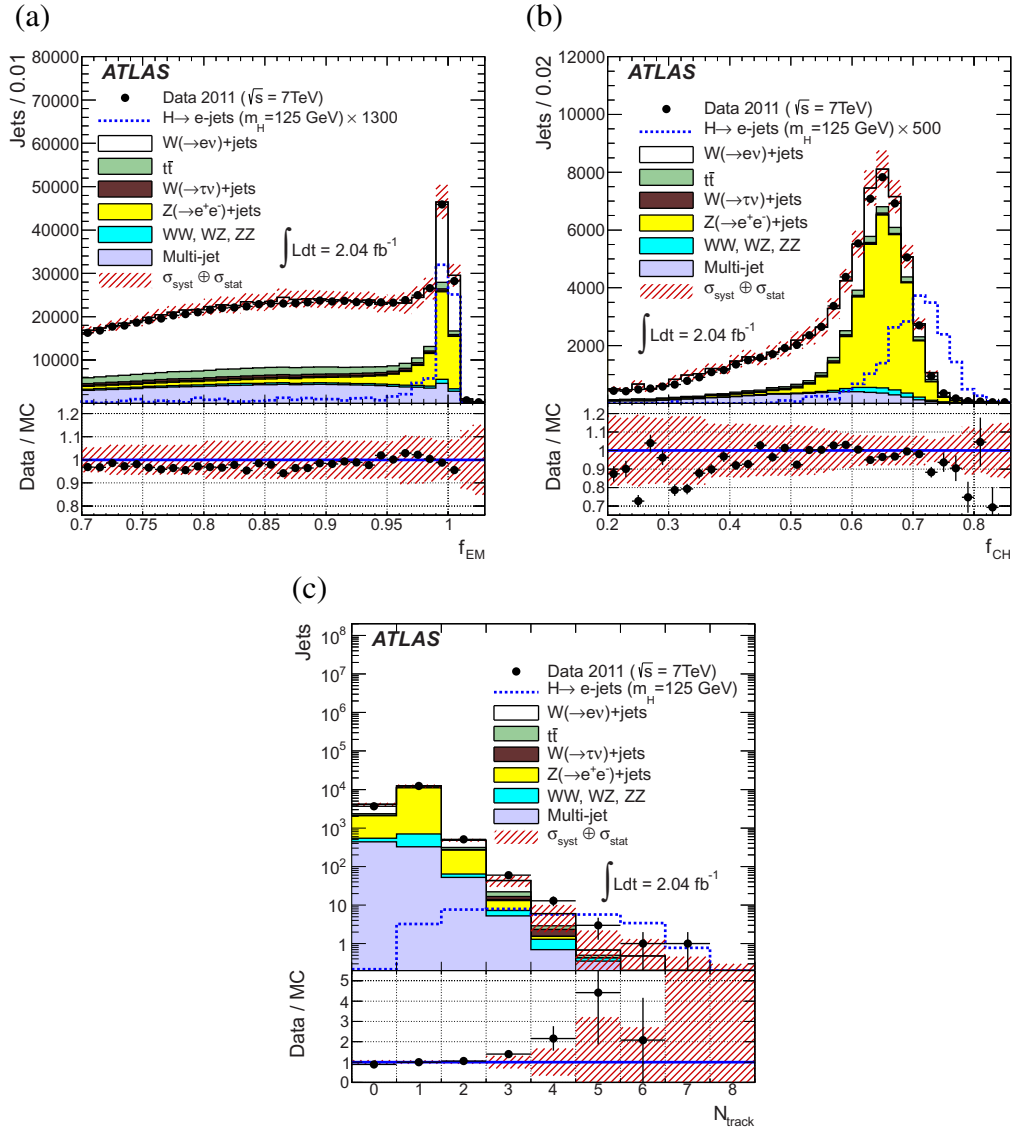 (a)
Jets / 0.01
80000
70000
60000
50000
40000
30000
20000
10000
ATLAS
Data 2011 (√s = 7TeV)
H→ e-jets (m_H=125 GeV) × 1300
W(→eν)+jets
tt̄
W(→τν)+jets
Z(→e⁺e⁻)+jets
WW, WZ, ZZ
Multi-jet
σ_syst ⊕ σ_stat
∫Ldt = 2.04 fb⁻¹
Data / MC
1.2
1.1
1
0.9
0.8
0.7 0.75 0.8 0.85 0.9 0.95 1
f_EM
(b)
Jets / 0.02
12000
10000
8000
6000
4000
2000
ATLAS
Data 2011 (√s = 7TeV)
H→ e-jets (m_H=125 GeV) × 500
W(→eν)+jets
tt̄
W(→τν)+jets
Z(→e⁺e⁻)+jets
WW, WZ, ZZ
Multi-jet
σ_syst ⊕ σ_stat
∫Ldt = 2.04 fb⁻¹
Data / MC
1.2
1.1
1.0
0.9
0.8
0.7
0.2 0.3 0.4 0.5 0.6 0.7 0.8
f_CH
(c)
Jets
10⁸
10⁷
10⁶
10⁵
10⁴
10³
10²
10
1
ATLAS
Data 2011 (√s = 7TeV)
H→ e-jets (m_H=125 GeV)
W(→eν)+jets
tt̄
W(→τν)+jets
Z(→e⁺e⁻)+jets
WW, WZ, ZZ
Multi-jet
σ_syst ⊕ σ_stat
∫Ldt = 2.04 fb⁻¹
Data / MC
5
4
3
2
1
0
0 1 2 3 4 5 6 7 8
N_track